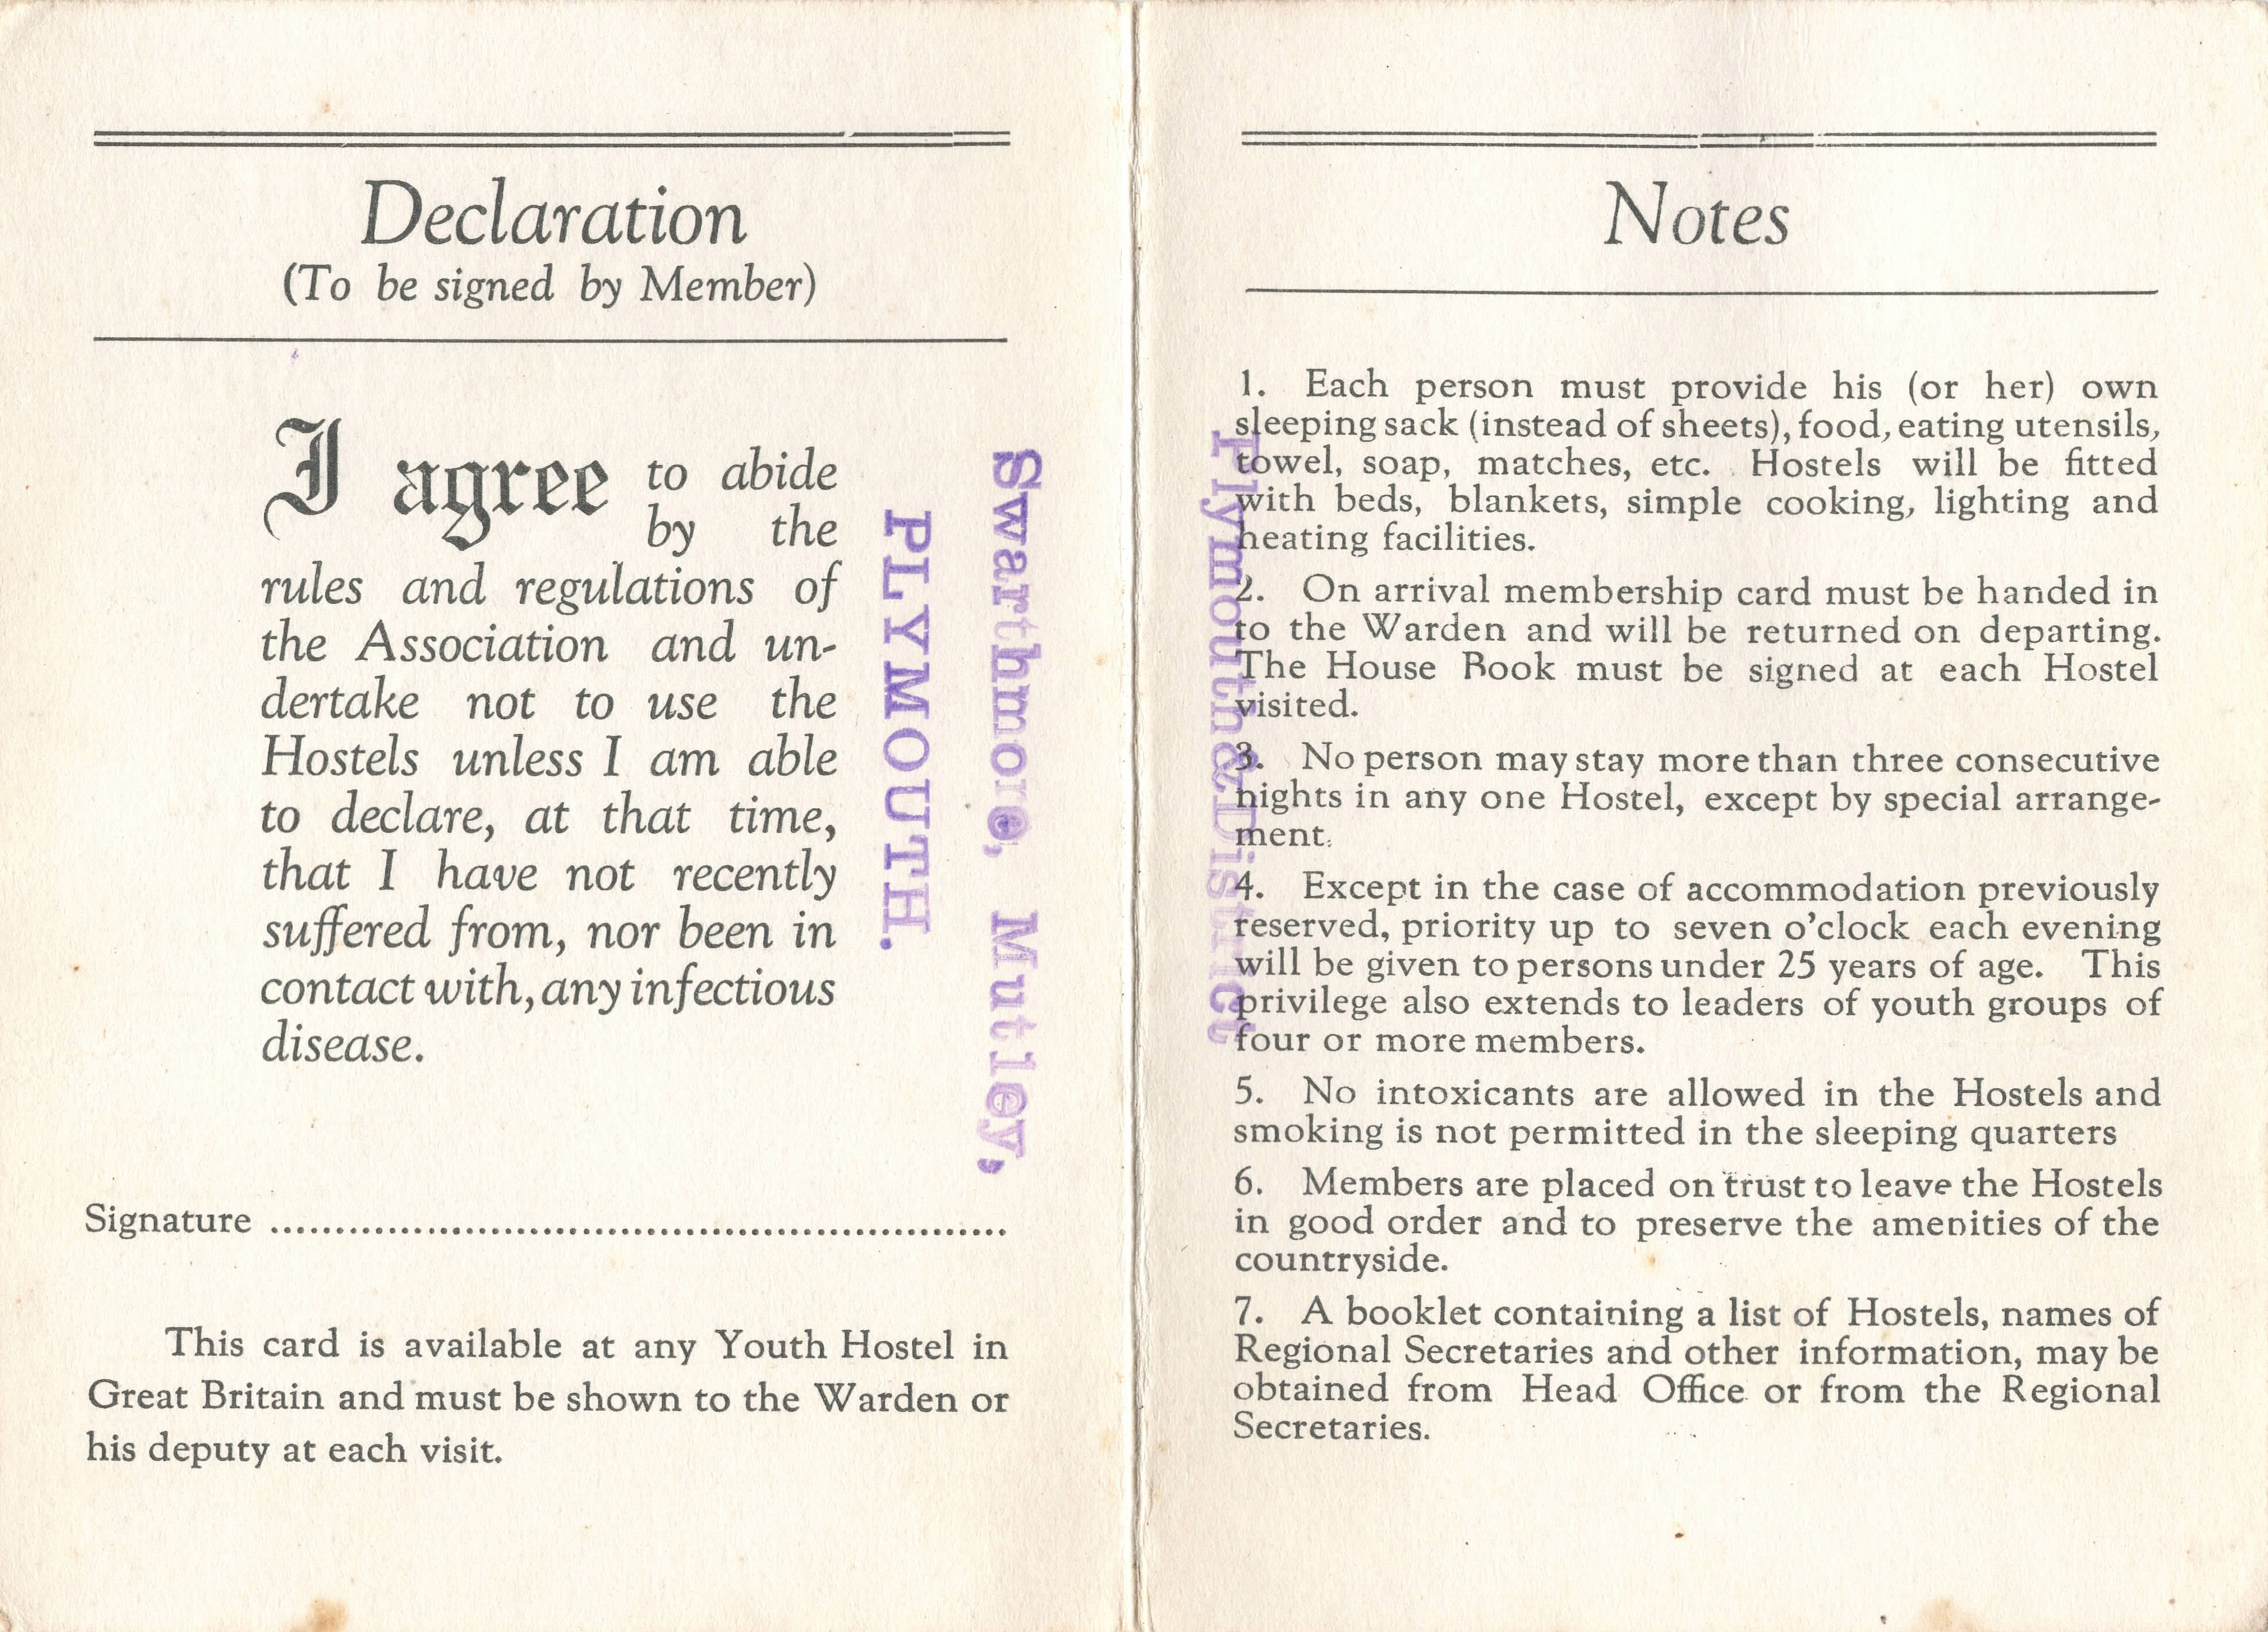 Declaration
(To be signed by Member)
I agree to abide
by the
rules and regulations of
the Association and un-
dertake not to use the
Hostels unless I am able
to declare, at that time,
that I have not recently
suffered from, nor been in
contact with, any infectious
disease.
Signature
This card is available at any Youth Hostel in
Great Britain and must be shown to the Warden or
his deputy at each visit.
Plymouth & District
Swarthmore, Mutley,
PLYMOUTH.
Notes
1. Each person must provide his (or her) own
sleeping sack (instead of sheets), food, eating utensils,
towel, soap, matches, etc. Hostels will be fitted
with beds, blankets, simple cooking, lighting and
heating facilities.
2. On arrival membership card must be handed in
to the Warden and will be returned on departing.
The House Book must be signed at each Hostel
visited.
3. No person may stay more than three consecutive
nights in any one Hostel, except by special arrange-
ment.
4. Except in the case of accommodation previously
reserved, priority up to seven o'clock each evening
will be given to persons under 25 years of age. This
privilege also extends to leaders of youth groups of
four or more members.
5. No intoxicants are allowed in the Hostels and
smoking is not permitted in the sleeping quarters
6. Members are placed on trust to leave the Hostels
in good order and to preserve the amenities of the
countryside.
7. A booklet containing a list of Hostels, names of
Regional Secretaries and other information, may be
obtained from Head Office or from the Regional
Secretaries.